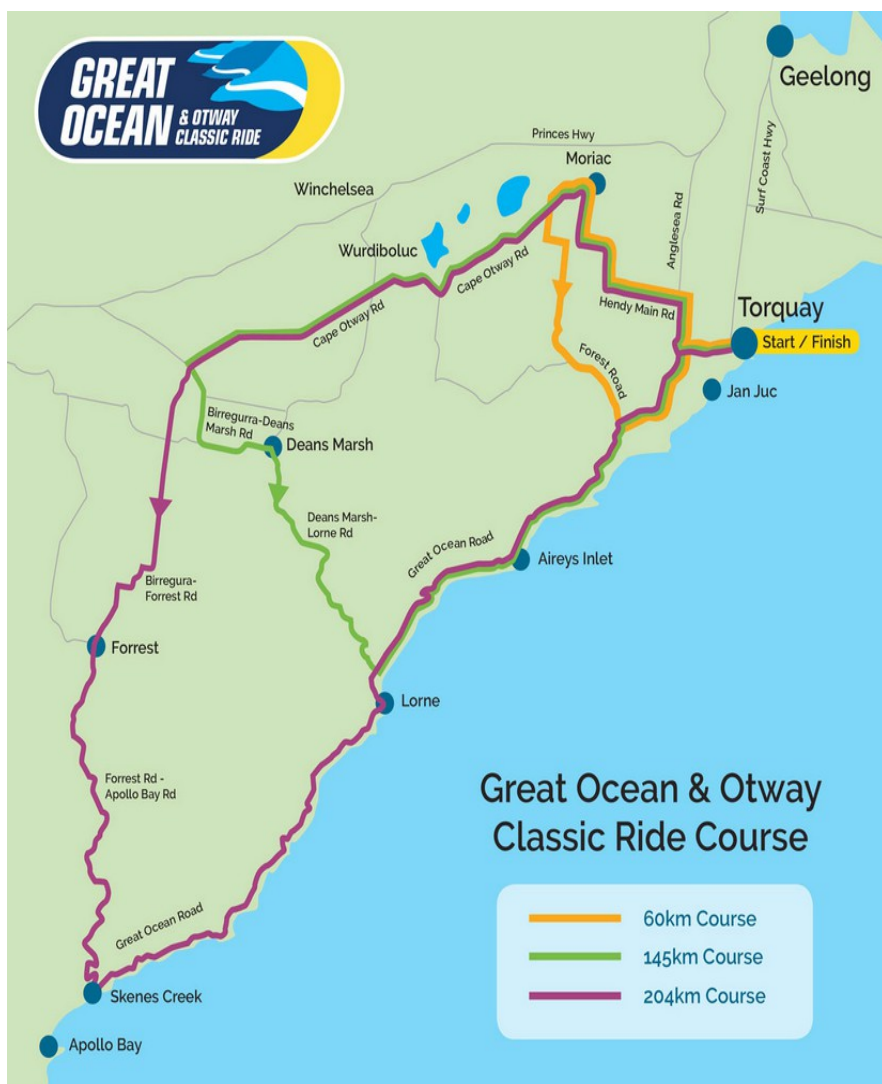 GREAT
OCEAN
& OTWAY
CLASSIC RIDE
Geelong
Princes Hwy
Moriac
Surf Coast Hwy
Winchelsea
Anglesea Rd
Wurdiboluc
Cape Otway Rd
Cape Otway Rd
Hendy Main Rd
Torquay
Start / Finish
Forest Road
Jan Juc
Birregurra-Deans
Marsh Rd
Deans Marsh
Deans Marsh-
Lorne Rd
Great Ocean Road
Aireys Inlet
Birregura-
Forrest Rd
Forrest
Lorne
Forrest Rd -
Apollo Bay Rd
Great Ocean & Otway
Classic Ride Course
Great Ocean Road
60km Course
145km Course
204km Course
Skenes Creek
Apollo Bay